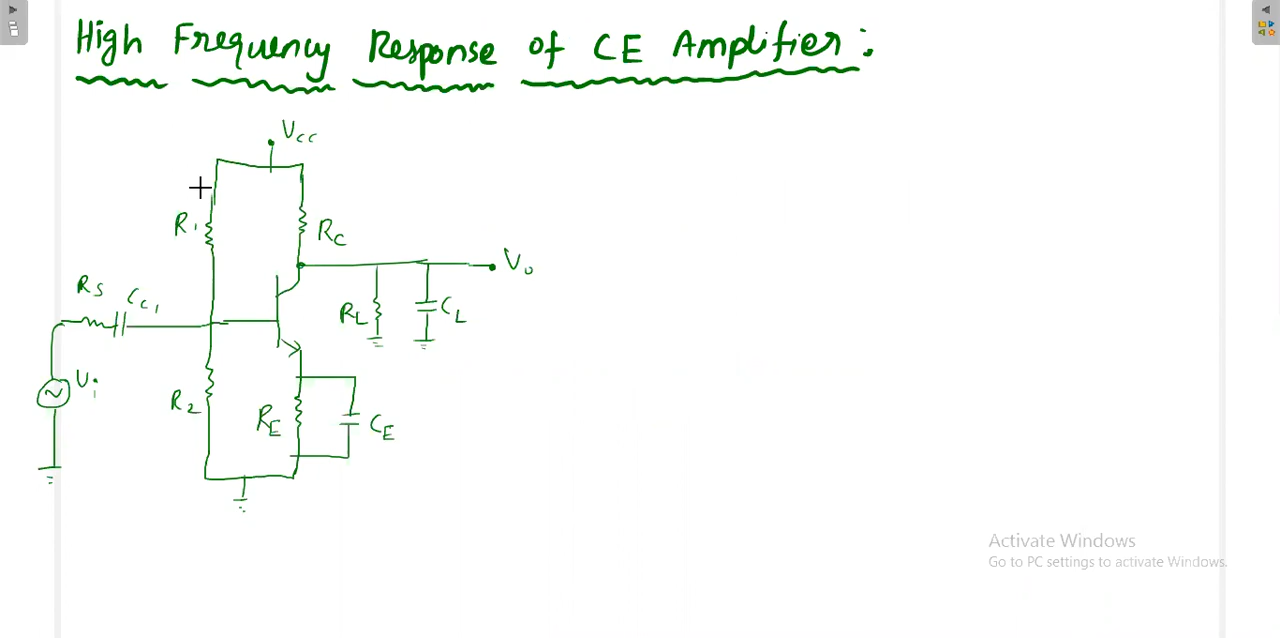 High Frequency Response of CE Amplifier:
VCC
R1
RC
Vo
RS
CC1
RL
CL
Vi
R2
RE
CE
Activate Windows
Go to PC settings to activate Windows.